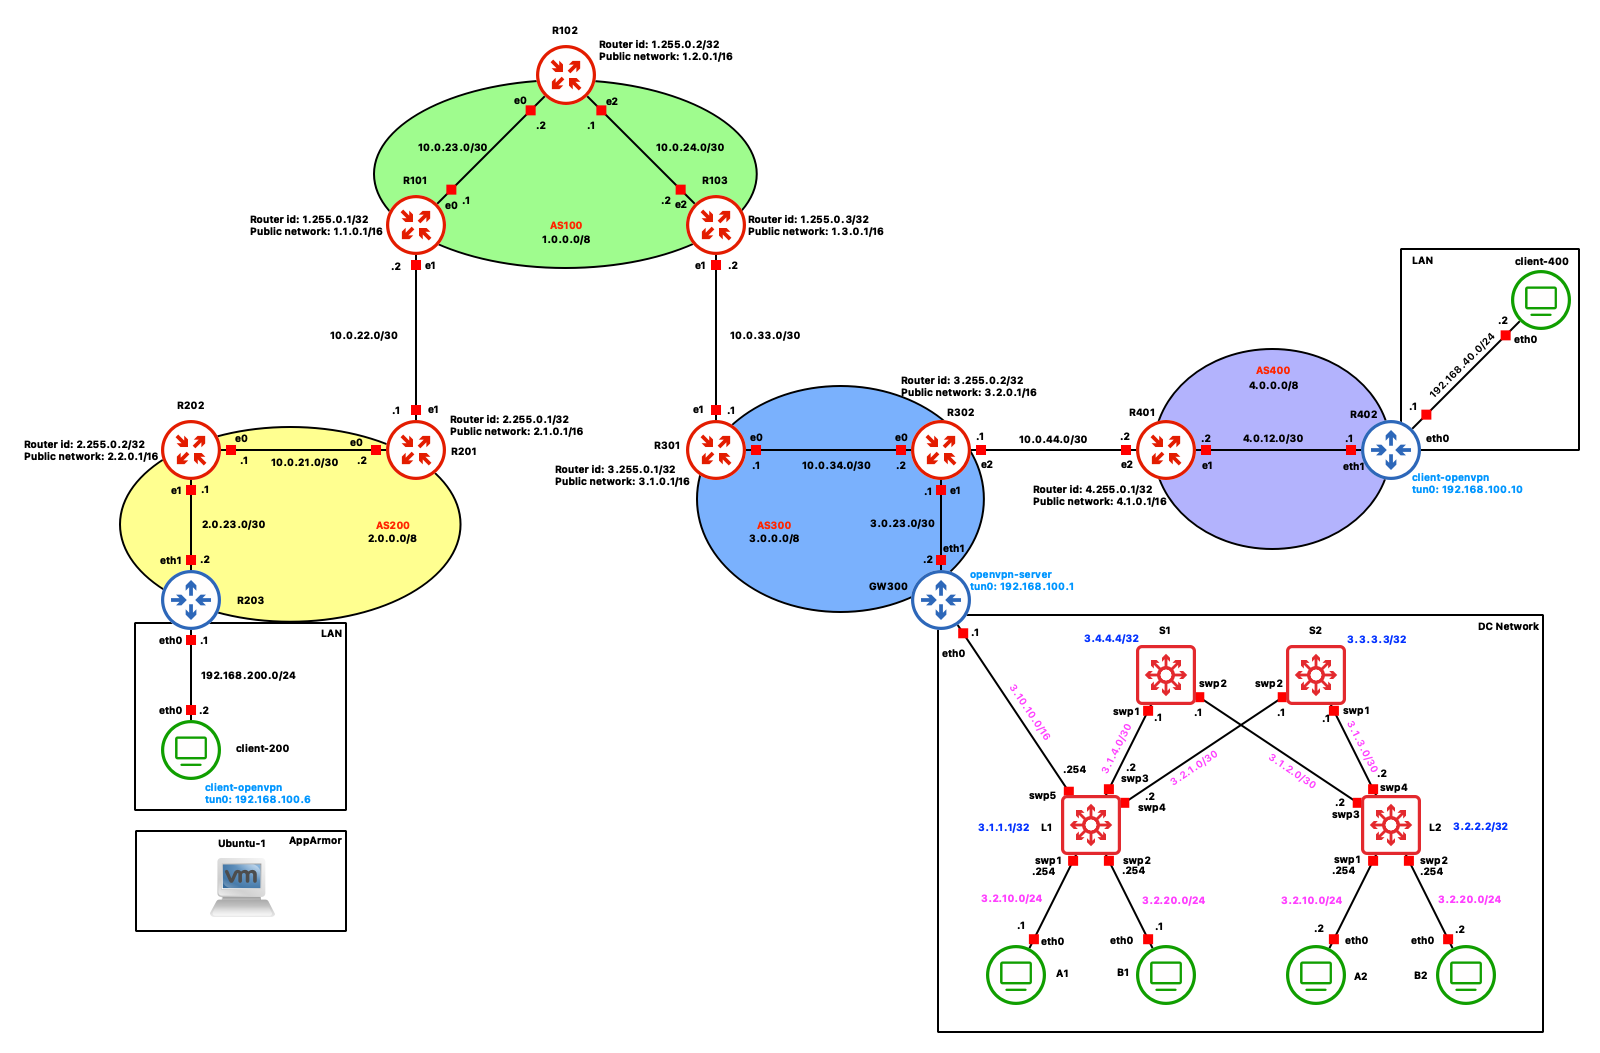 R102
Router id: 1.255.0.2/32
Public network: 1.2.0.1/16
e0
e2
.2
.1
10.0.23.0/30
10.0.24.0/30
R101
R103
e0
.1
.2
e2
Router id: 1.255.0.1/32
Public network: 1.1.0.1/16
AS100
1.0.0.0/8
Router id: 1.255.0.3/32
Public network: 1.3.0.1/16
.2
e1
e1
.2
10.0.22.0/30
10.0.33.0/30
.1
e1
e1
.1
LAN
client-400
.2
eth0
192.168.40.0/24
.1
eth0
R202
Router id: 2.255.0.2/32
Public network: 2.2.0.1/16
e0
.1
10.0.21.0/30
e0
.2
Router id: 2.255.0.1/32
Public network: 2.1.0.1/16
R201
e1
.1
2.0.23.0/30
AS200
2.0.0.0/8
eth1
.2
R203
LAN
eth0
.1
192.168.200.0/24
eth0
.2
client-200
client-openvpn
tun0: 192.168.100.6
Ubuntu-1
AppArmor
vm
R301
Router id: 3.255.0.1/32
Public network: 3.1.0.1/16
e0
.1
10.0.34.0/30
e0
.2
Router id: 3.255.0.2/32
Public network: 3.2.0.1/16
R302
.1
e2
10.0.44.0/30
.2
e2
R401
Router id: 4.255.0.1/32
Public network: 4.1.0.1/16
AS400
4.0.0.0/8
.2
e1
4.0.12.0/30
.1
eth1
R402
client-openvpn
tun0: 192.168.100.10
.1
e1
3.0.23.0/30
AS300
3.0.0.0/8
eth1
.2
GW300
openvpn-server
tun0: 192.168.100.1
DC Network
.1
eth0
3.10.10.0/16
.254
swp5
3.4.4.4/32
S1
S2
3.3.3.3/32
swp1
.1
swp2
.1
swp2
.1
swp1
.1
3.1.4.0/30
3.2.1.0/30
3.1.2.0/30
3.1.3.0/30
.2
swp3
.2
swp4
.2
swp3
.2
swp4
3.1.1.1/32
L1
L2
3.2.2.2/32
swp1
.254
swp2
.254
swp1
.254
swp2
.254
3.2.10.0/24
3.2.20.0/24
3.2.10.0/24
3.2.20.0/24
.1
eth0
.1
eth0
.2
eth0
.2
eth0
A1
B1
A2
B2